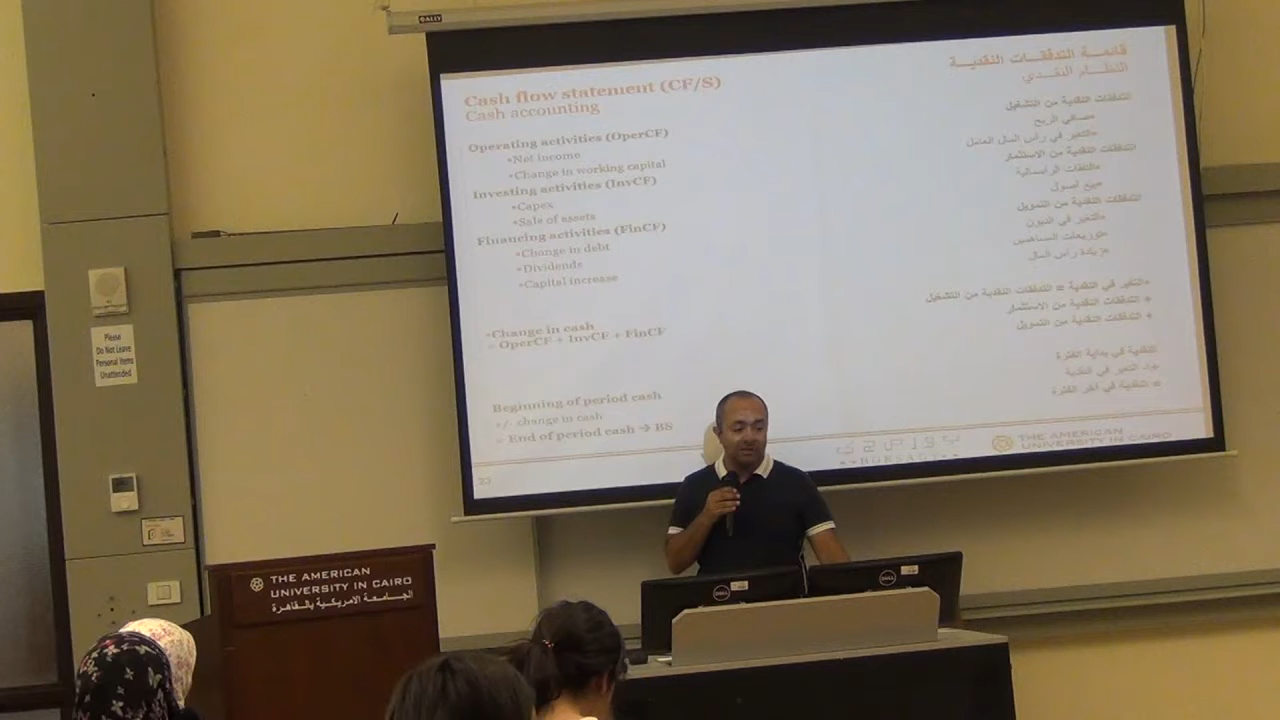 DALITE
Cash flow statement (CF/S)
Cash accounting
Operating activities (OperCF)
•Net income
•Change in working capital
Investing activities (InvCF)
•Capex
•Sale of assets
Financing activities (FinCF)
•Change in debt
•Dividends
•Capital increase
•Change in cash
= OperCF + InvCF + FinCF
Beginning of period cash
+/- change in cash
= End of period cash → BS
23
قائمة التدفقات النقدية
النظام النقدي
التدفقات النقدية من التشغيل
•صافي الربح
•التغير في رأس المال العامل
التدفقات النقدية من الاستثمار
•النفقات الرأسمالية
•بيع أصول
التدفقات النقدية من التمويل
•التغير في الديون
•توزيعات المساهمين
•زيادة رأس المال
•التغير في النقدية = التدفقات النقدية من التشغيل
+ التدفقات النقدية من الاستثمار
+ التدفقات النقدية من التمويل
النقدية في بداية الفترة
+/- التغير في النقدية
= النقدية في آخر الفترة
BORSADY
THE AMERICAN
UNIVERSITY IN CAIRO
Please
Do Not Leave
Personal Items
Unattended
THE AMERICAN
UNIVERSITY IN CAIRO
الجامعة الامريكية بالقاهرة
DELL
DELL